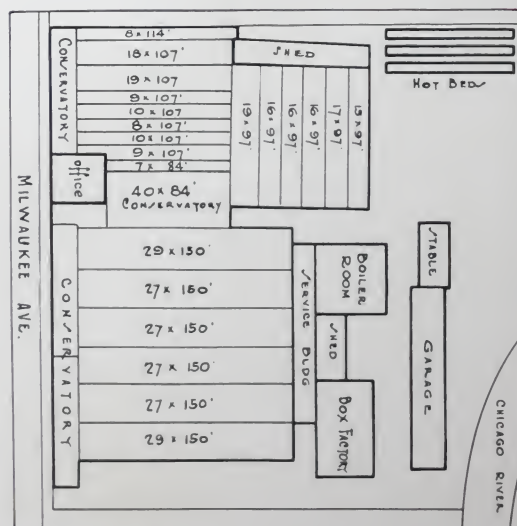 8 x 114'
18 x 107'
19 x 107
9 x 107'
10 x 107
8 x 107'
10 x 107'
9 x 107'
7 x 84'
40 x 84'
CONSERVATORY
CONSERVATORY
office
SHED
19 x 97'
16 x 97'
16 x 97'
16 x 97'
17 x 97'
15 x 97'
HOT BEDS
MILWAUKEE AVE.
CONSERVATORY
29 x 150'
27 x 150'
27 x 150'
27 x 150'
27 x 150'
29 x 150'
SERVICE BLDG
BOILER
ROOM
SHED
BOX FACTORY
STABLE
GARAGE
CHICAGO RIVER